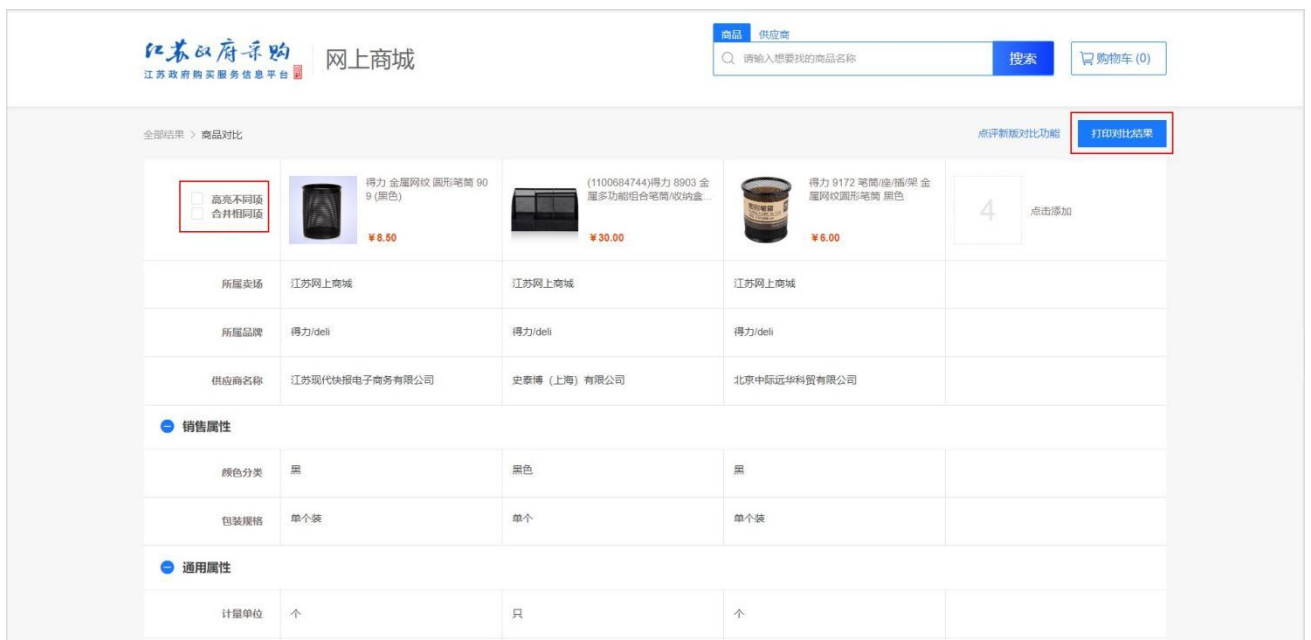 商品 供应商
江苏政府采购
江苏政府购买服务信息平台
网上商城
请输入想要找的商品名称
搜索
购物车 (0)
全部结果 > 商品对比
点评新版对比功能
打印对比结果
高亮不同项
合并相同项
得力 金属网纹 圆形笔筒 90
9 (黑色)
¥8.50
(1100684744)得力 8903 金
属多功能组合笔筒/收纳盒...
¥30.00
得力 9172 笔筒/座/插/架 金
属网纹圆形笔筒 黑色
¥6.00
4
点击添加
所属卖场 江苏网上商城 江苏网上商城 江苏网上商城
所属品牌 得力/deli 得力/deli 得力/deli
供应商名称 江苏现代快报电子商务有限公司 史泰博（上海）有限公司 北京中际远华科贸有限公司
销售属性
颜色分类 黑 黑色 黑
包装规格 单个装 单个 单个装
通用属性
计量单位 个 只 个